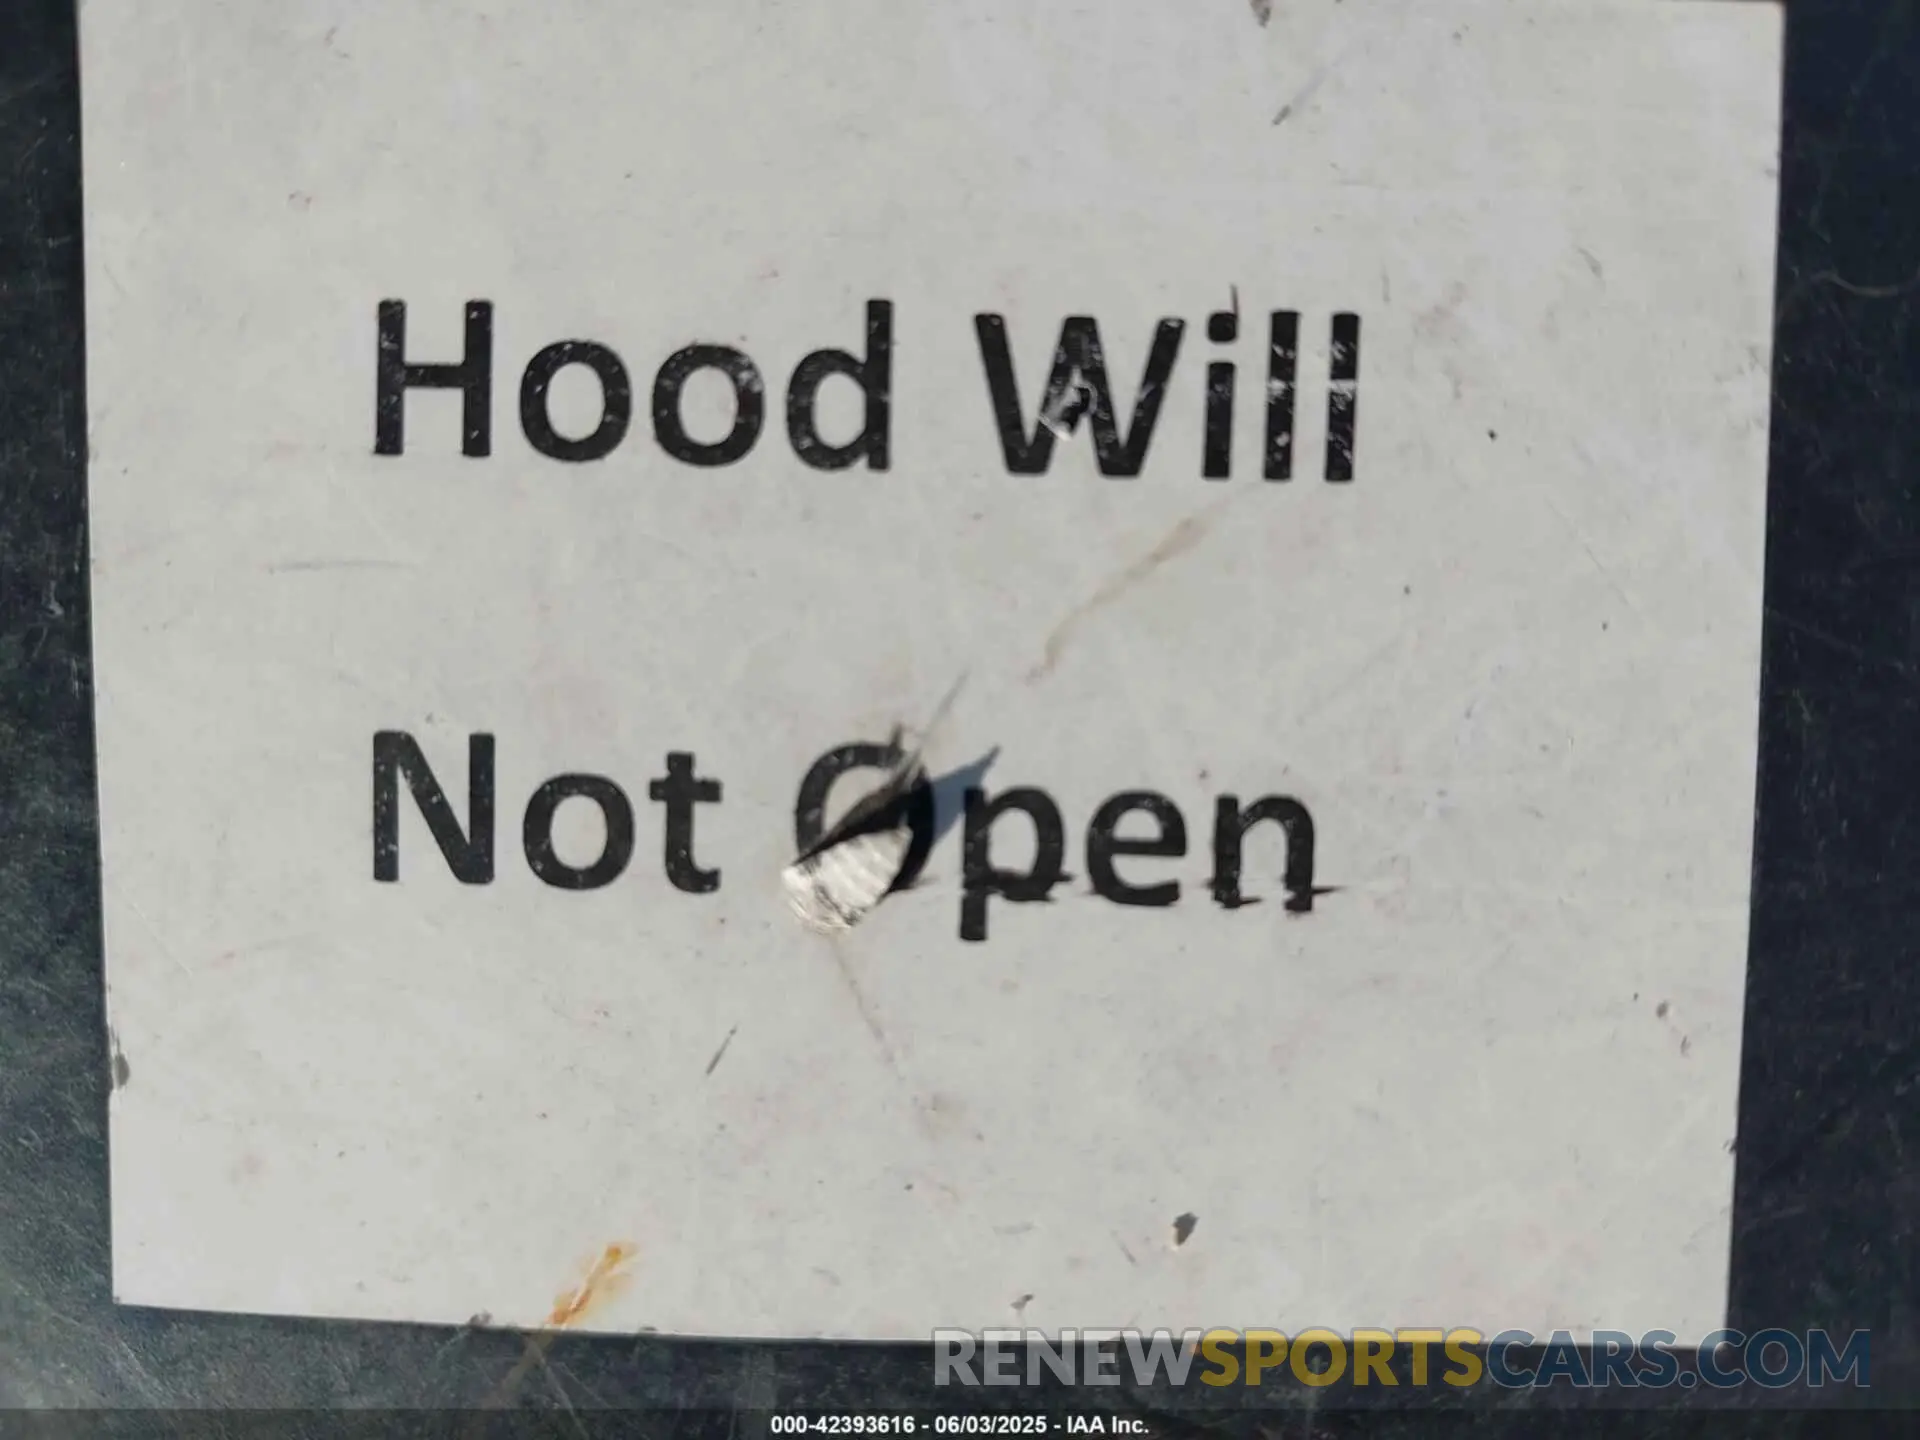 Hood Will
Not Open
RENEWSPORTSCARS.COM
000-42393616 - 06/03/2025 - IAA Inc.